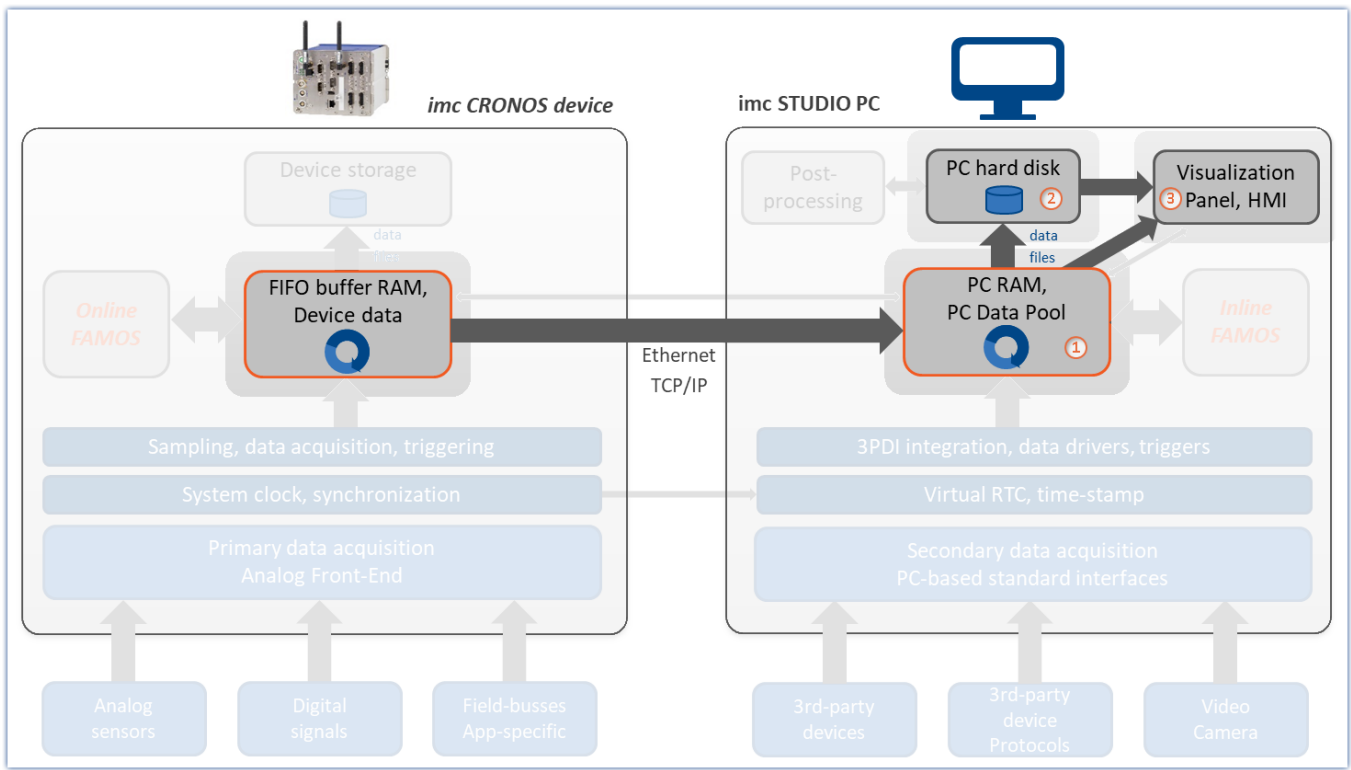 imc CRONOS device
imc STUDIO PC
Device storage
data
files
Online
FAMOS
FIFO buffer RAM,
Device data
Sampling, data acquisition, triggering
System clock, synchronization
Primary data acquisition
Analog Front-End
Analog
sensors
Digital
signals
Field-busses
App-specific
Ethernet
TCP/IP
Post-
processing
PC hard disk
2
Visualization
Panel, HMI
3
data
files
PC RAM,
PC Data Pool
1
Inline
FAMOS
3PDI integration, data drivers, triggers
Virtual RTC, time-stamp
Secondary data acquisition
PC-based standard interfaces
3rd-party
devices
3rd-party
device
Protocols
Video
Camera